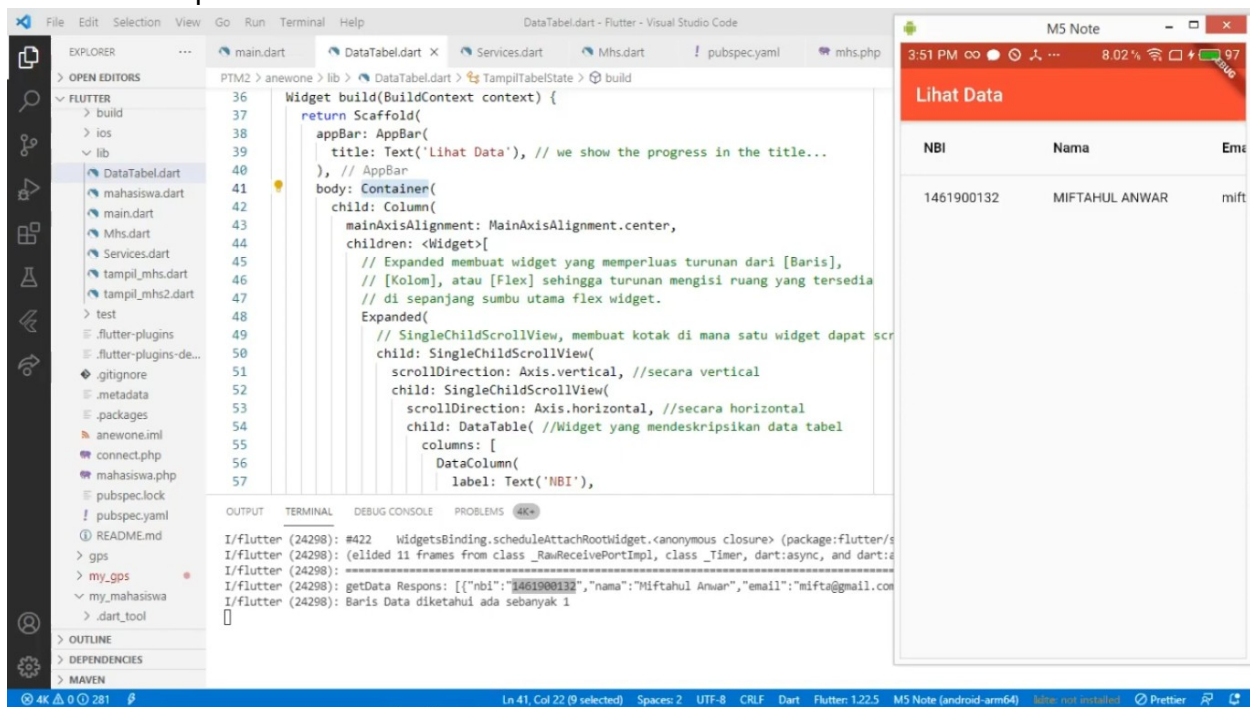 File Edit Selection View Go Run Terminal Help DataTabel.dart - Flutter - Visual Studio Code
EXPLORER ...
main.dart DataTabel.dart × Services.dart Mhs.dart ! pubspec.yaml mhs.php
> OPEN EDITORS
PTM2 > anewone > lib > DataTabel.dart > TampilTabelState > build
FLUTTER
> build
> ios
lib
DataTabel.dart
mahasiswa.dart
main.dart
Mhs.dart
Services.dart
tampil_mhs.dart
tampil_mhs2.dart
> test
.flutter-plugins
.flutter-plugins-de...
.gitignore
.metadata
.packages
anewone.iml
connect.php
mahasiswa.php
pubspec.lock
! pubspec.yaml
README.md
> gps
> my_gps
my_mahasiswa
> .dart_tool
> OUTLINE
> DEPENDENCIES
> MAVEN
36 Widget build(BuildContext context) {
37 return Scaffold(
38 appBar: AppBar(
39 title: Text('Lihat Data'), // we show the progress in the title...
40 ), // AppBar
41 body: Container(
42 child: Column(
43 mainAxisAlignment: MainAxisAlignment.center,
44 children: <Widget>[
45 // Expanded membuat widget yang memperluas turunan dari [Baris],
46 // [Kolom], atau [Flex] sehingga turunan mengisi ruang yang tersedia
47 // di sepanjang sumbu utama flex widget.
48 Expanded(
49 // SingleChildScrollView, membuat kotak di mana satu widget dapat scr
50 child: SingleChildScrollView(
51 scrollDirection: Axis.vertical, //secara vertical
52 child: SingleChildScrollView(
53 scrollDirection: Axis.horizontal, //secara horizontal
54 child: DataTable( //Widget yang mendeskripsikan data tabel
55 columns: [
56 DataColumn(
57 label: Text('NBI'),
OUTPUT TERMINAL DEBUG CONSOLE PROBLEMS 4K+
I/flutter (24298): #422 WidgetsBinding.scheduleAttachRootWidget.<anonymous closure> (package:flutter/s
I/flutter (24298): (elided 11 frames from class _RawReceivePortImpl, class _Timer, dart:async, and dart:a
I/flutter (24298): ════════
I/flutter (24298): getData Respons: [{"nbi":"1461900132","nama":"Miftahul Anwar","email":"mifta@gmail.com
I/flutter (24298): Baris Data diketahui ada sebanyak 1
M5 Note
3:51 PM ... 8.02% 97
Lihat Data
NBI Nama Ema
1461900132 MIFTAHUL ANWAR mift
4K 0 281 Ln 41, Col 22 (9 selected) Spaces: 2 UTF-8 CRLF Dart Flutter: 1.22.5 M5 Note (android-arm64) not installed Prettier